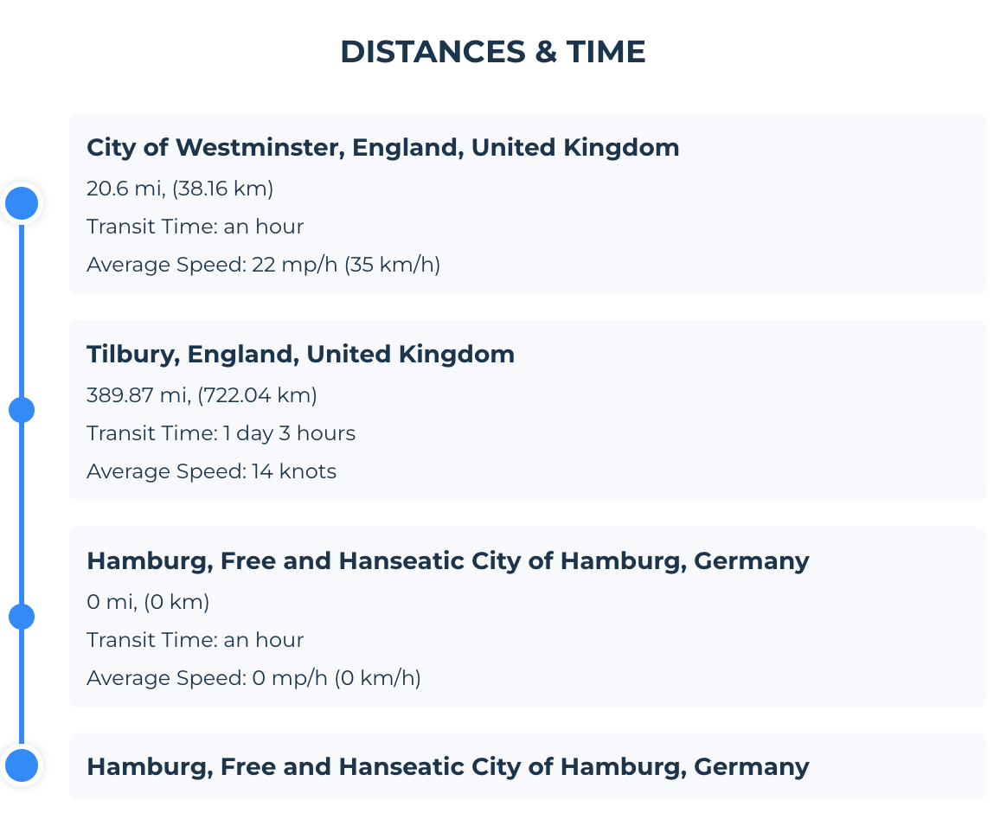 DISTANCES & TIME
City of Westminster, England, United Kingdom
20.6 mi, (38.16 km)
Transit Time: an hour
Average Speed: 22 mp/h (35 km/h)
Tilbury, England, United Kingdom
389.87 mi, (722.04 km)
Transit Time: 1 day 3 hours
Average Speed: 14 knots
Hamburg, Free and Hanseatic City of Hamburg, Germany
0 mi, (0 km)
Transit Time: an hour
Average Speed: 0 mp/h (0 km/h)
Hamburg, Free and Hanseatic City of Hamburg, Germany